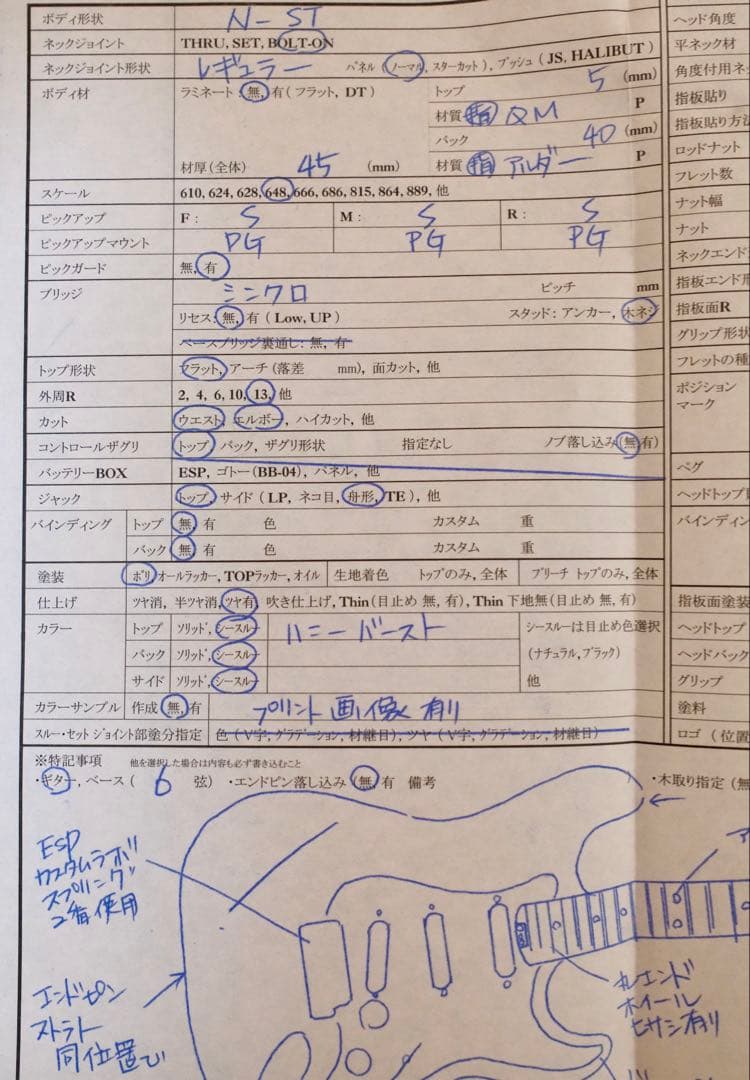 ボディ形状 N-ST
ネックジョイント THRU, SET, BOLT-ON
ネックジョイント形状 レギュラー パネル (ノーマル, スターカット), ブッシュ (JS, HALIBUT)
ボディ材 ラミネート: 無, 有 (フラット, DT) トップ 5 (mm)
材質 指 QM P
バック 40 (mm)
材厚(全体) 45 (mm) 材質 指 アルダー P
スケール 610, 624, 628, 648, 666, 686, 815, 864, 889, 他
ピックアップ F: S M: S R: S
ピックアップマウント PG PG PG
ピックガード 無, 有
ブリッジ シンクロ ピッチ mm
リセス: 無, 有 (Low, UP) スタッド: アンカー, 木ネジ
ベースブリッジ裏通し: 無, 有
トップ形状 フラット, アーチ (落差 mm), 面カット, 他
外周R 2, 4, 6, 10, 13, 他
カット ウエスト, エルボー, ハイカット, 他
コントロールザグリ トップ, バック, ザグリ形状 指定なし ノブ落し込み(無, 有)
バッテリーBOX ESP, ゴトー(BB-04), パネル, 他
ジャック トップ, サイド (LP, ネコ目, 舟形, TE), 他
バインディング トップ 無, 有 色 カスタム 重
バック 無, 有 色 カスタム 重
塗装 ポリ, オールラッカー, TOPラッカー, オイル 生地着色 トップのみ, 全体 ブリーチ トップのみ, 全体
仕上げ ツヤ消, 半ツヤ消, ツヤ有, 吹き仕上げ, Thin(目止め 無, 有), Thin 下地無(目止め 無, 有)
カラー トップ ソリッド, シースルー ハニーバースト シースルーは目止め色選択
バック ソリッド, シースルー (ナチュラル, ブラック)
サイド ソリッド, シースルー 他
カラーサンプル 作成 無, 有 プリント画像有り
スルー・セット ジョイント部塗分指定 色 (V字, グラデーション, 材継目), ツヤ (V字, グラデーション, 材継目)
※特記事項 他を選択した場合は内容も必ず書き込むこと
・ギター, ベース ( 6 弦) ・エンドピン落し込み (無, 有 備考 ・木取り指定 (無
ESP
カスタムラボ
スプリング
2番使用
エンドピン
ストラト
同位置で
丸エンド
ホイール
ヒサシ有り
ヘッド角度
平ネック材
角度付用ネッ
指板貼り
指板貼り方法
ロッドナット
フレット数
ナット幅
ナット
ネックエンド
指板エンド形
指板面R
グリップ形状
フレットの種
ポジション
マーク
ペグ
ヘッドトップ
バインディン
指板面塗装
ヘッドトップ
ヘッドバック
グリップ
塗料
ロゴ (位置